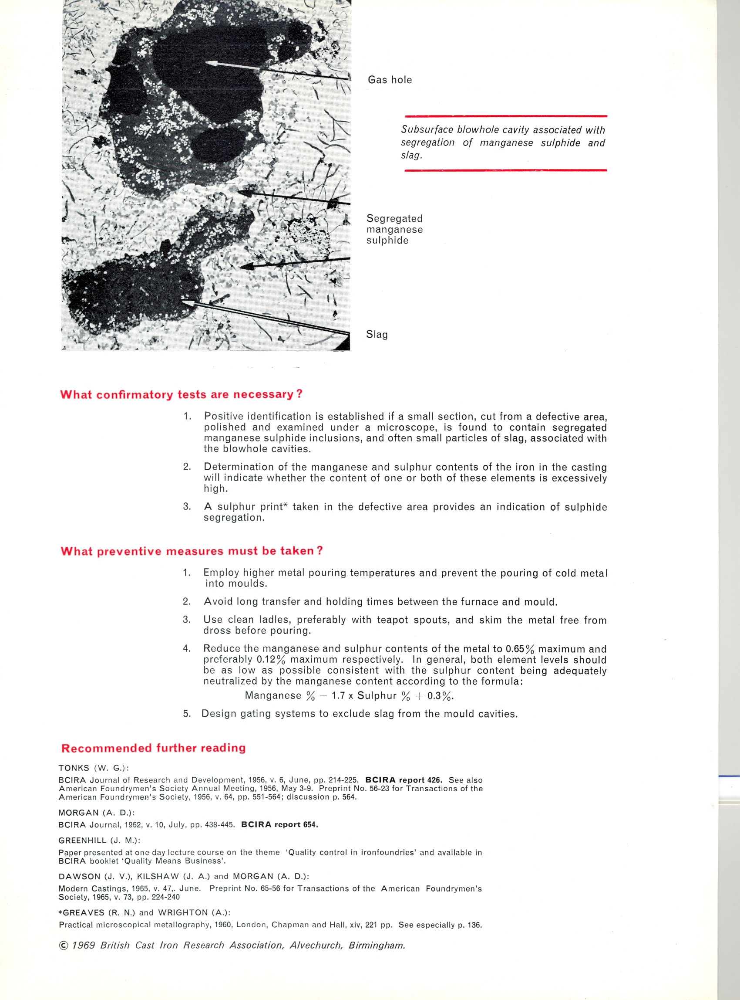 Gas hole
Subsurface blowhole cavity associated with
segregation of manganese sulphide and
slag.
Segregated
manganese
sulphide
Slag
What confirmatory tests are necessary?
1. Positive identification is established if a small section, cut from a defective area,
polished and examined under a microscope, is found to contain segregated
manganese sulphide inclusions, and often small particles of slag, associated with
the blowhole cavities.
2. Determination of the manganese and sulphur contents of the iron in the casting
will indicate whether the content of one or both of these elements is excessively
high.
3. A sulphur print* taken in the defective area provides an indication of sulphide
segregation.
What preventive measures must be taken?
1. Employ higher metal pouring temperatures and prevent the pouring of cold metal
into moulds.
2. Avoid long transfer and holding times between the furnace and mould.
3. Use clean ladles, preferably with teapot spouts, and skim the metal free from
dross before pouring.
4. Reduce the manganese and sulphur contents of the metal to 0.65% maximum and
preferably 0.12% maximum respectively. In general, both element levels should
be as low as possible consistent with the sulphur content being adequately
neutralized by the manganese content according to the formula:
Manganese % = 1.7 x Sulphur % + 0.3%.
5. Design gating systems to exclude slag from the mould cavities.
Recommended further reading
TONKS (W. G.):
BCIRA Journal of Research and Development, 1956, v. 6, June, pp. 214-225. BCIRA report 426. See also
American Foundrymen's Society Annual Meeting, 1956, May 3-9. Preprint No. 56-23 for Transactions of the
American Foundrymen's Society, 1956, v. 64, pp. 551-564; discussion p. 564.
MORGAN (A. D.):
BCIRA Journal, 1962, v. 10, July, pp. 438-445. BCIRA report 654.
GREENHILL (J. M.):
Paper presented at one day lecture course on the theme ‘Quality control in ironfoundries’ and available in
BCIRA booklet ‘Quality Means Business’.
DAWSON (J. V.), KILSHAW (J. A.) and MORGAN (A. D.):
Modern Castings, 1965, v. 47,. June. Preprint No. 65-56 for Transactions of the American Foundrymen's
Society, 1965, v. 73, pp. 224-240
*GREAVES (R. N.) and WRIGHTON (A.):
Practical microscopical metallography, 1960, London, Chapman and Hall, xiv, 221 pp. See especially p. 136.
© 1969 British Cast Iron Research Association, Alvechurch, Birmingham.